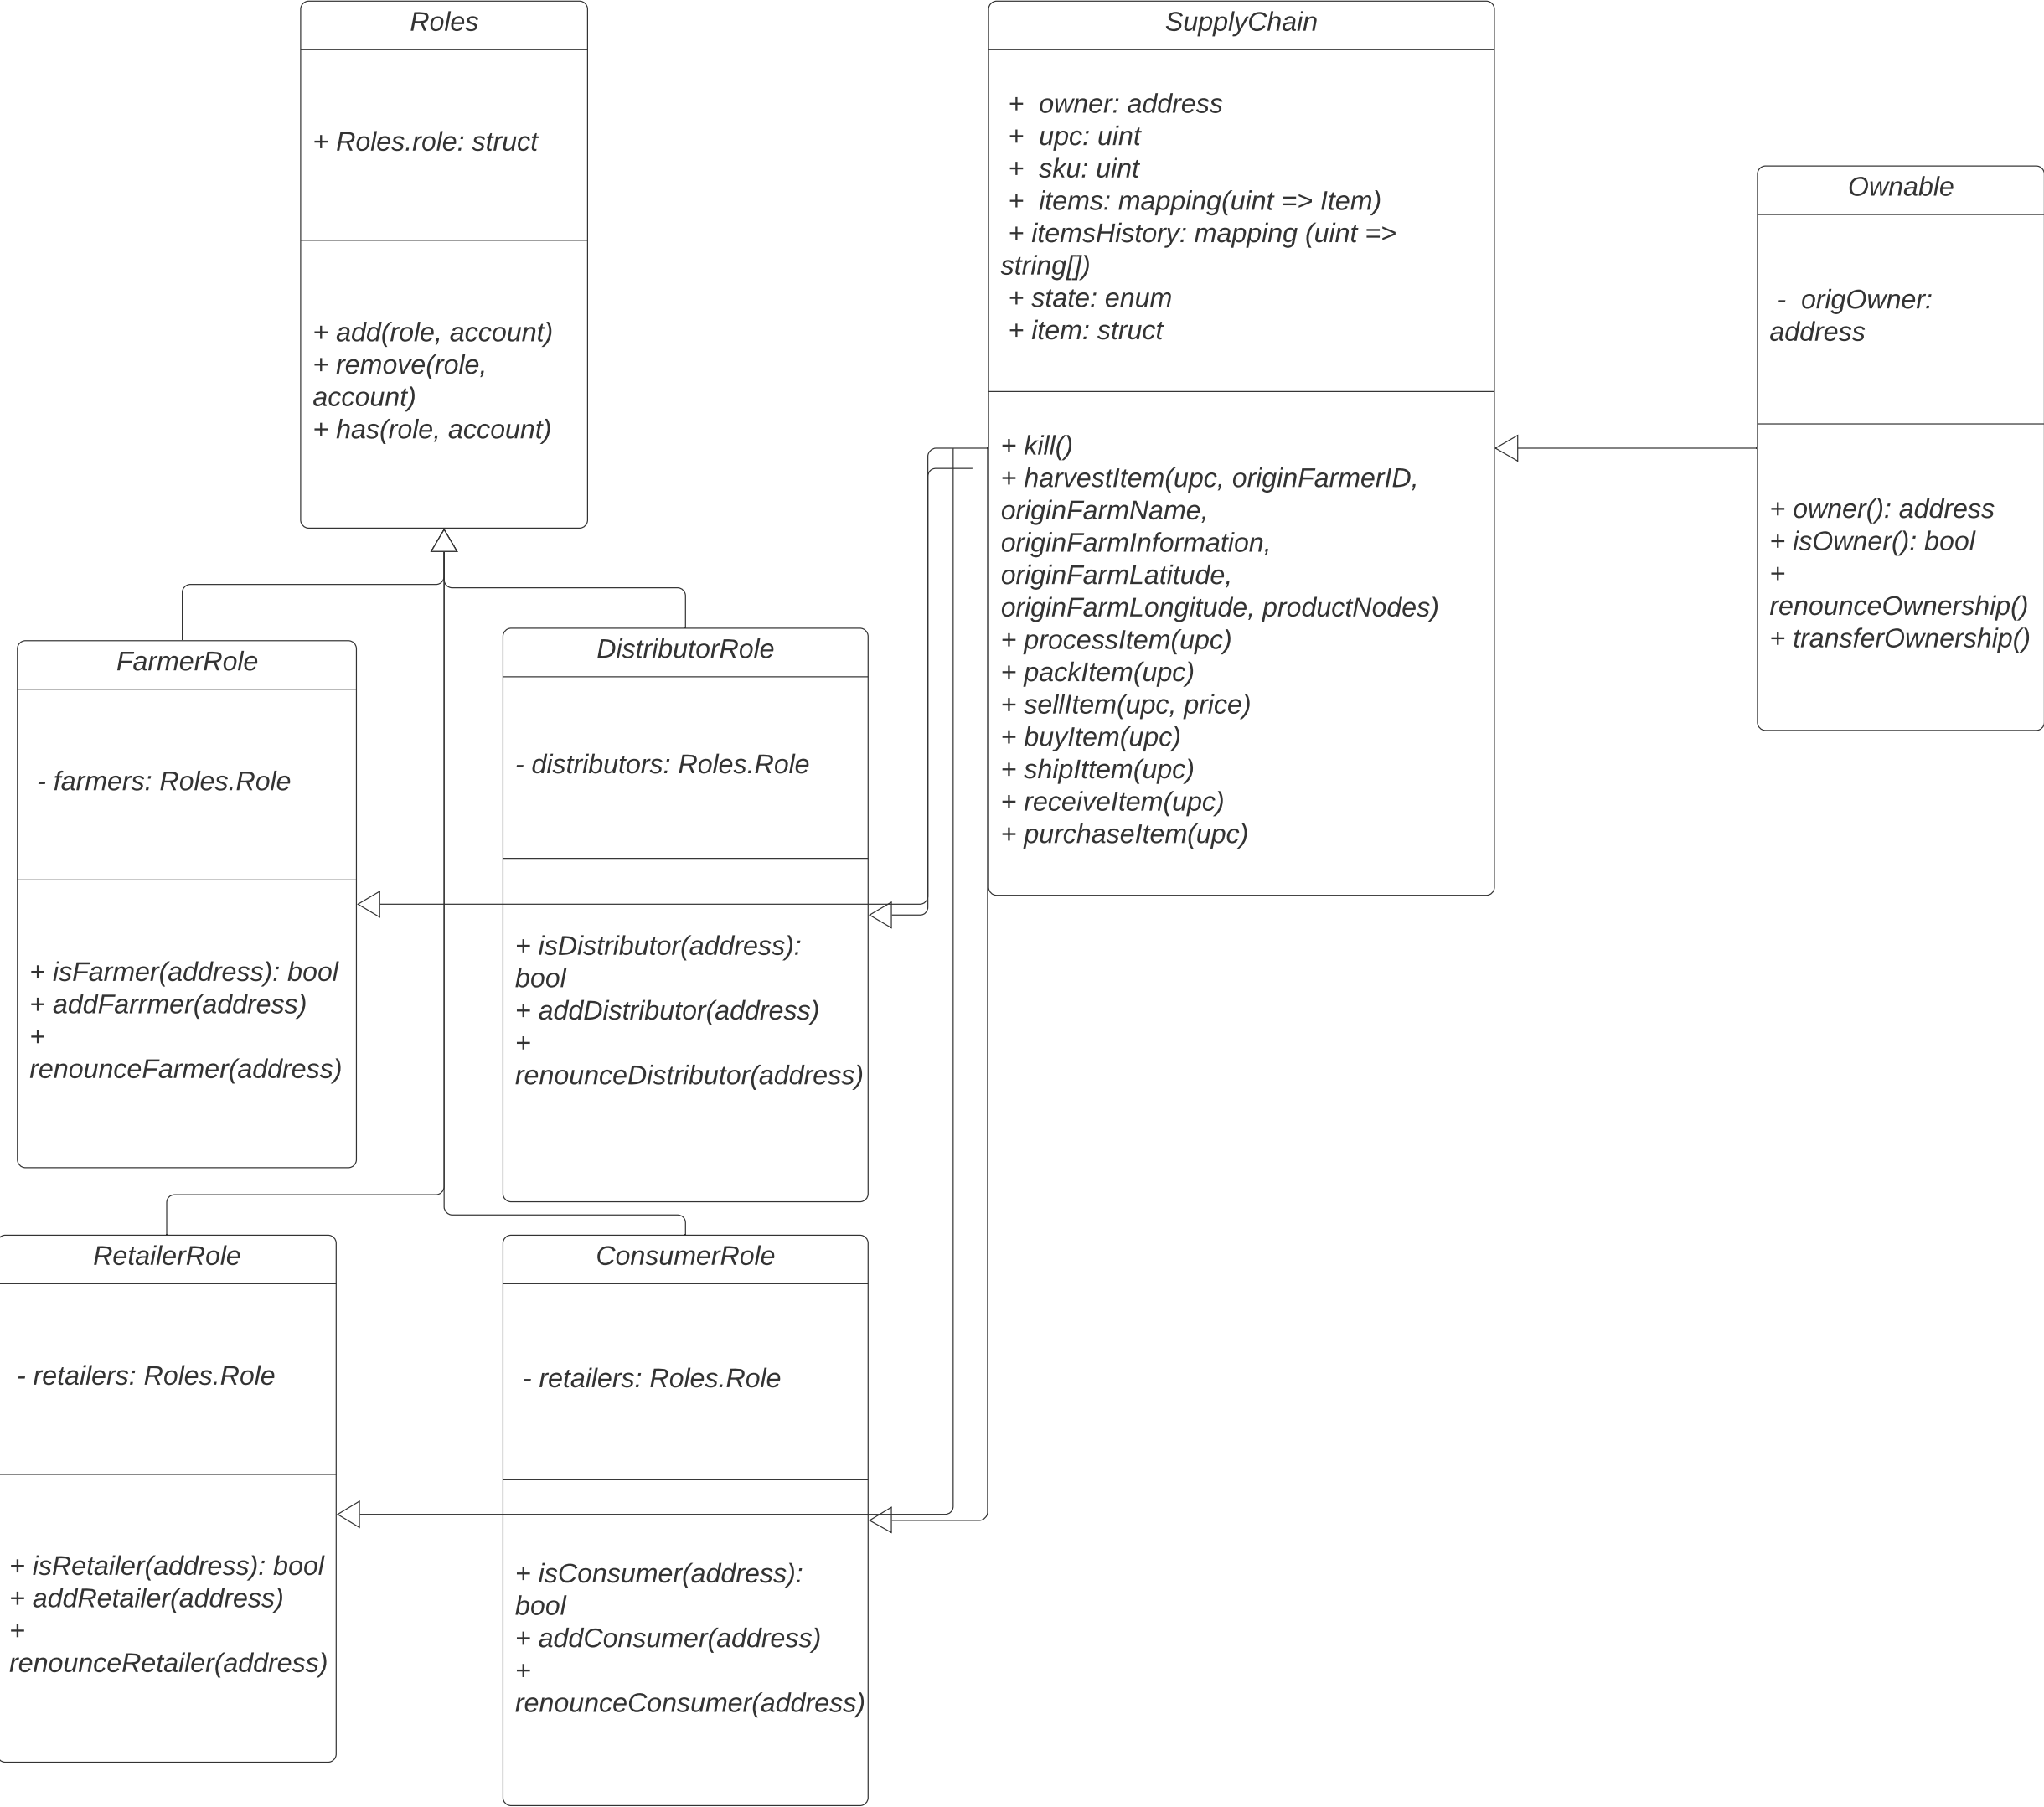 Roles
+ Roles.role: struct
+ add(role, account)
+ remove(role,
account)
+ has(role, account)
SupplyChain
+ owner: address
+ upc: uint
+ sku: uint
+ items: mapping(uint => Item)
+ itemsHistory: mapping (uint =>
string[])
+ state: enum
+ item: struct
+ kill()
+ harvestItem(upc, originFarmerID,
originFarmName,
originFarmInformation,
originFarmLatitude,
originFarmLongitude, productNodes)
+ processItem(upc)
+ packItem(upc)
+ sellItem(upc, price)
+ buyItem(upc)
+ shipIttem(upc)
+ receiveItem(upc)
+ purchaseItem(upc)
Ownable
- origOwner:
address
+ owner(): address
+ isOwner(): bool
+
renounceOwnership()
+ transferOwnership()
FarmerRole
- farmers: Roles.Role
+ isFarmer(address): bool
+ addFarrmer(address)
+
renounceFarmer(address)
DistributorRole
- distributors: Roles.Role
+ isDistributor(address):
bool
+ addDistributor(address)
+
renounceDistributor(address)
RetailerRole
- retailers: Roles.Role
+ isRetailer(address): bool
+ addRetailer(address)
+
renounceRetailer(address)
ConsumerRole
- retailers: Roles.Role
+ isConsumer(address):
bool
+ addConsumer(address)
+
renounceConsumer(address)